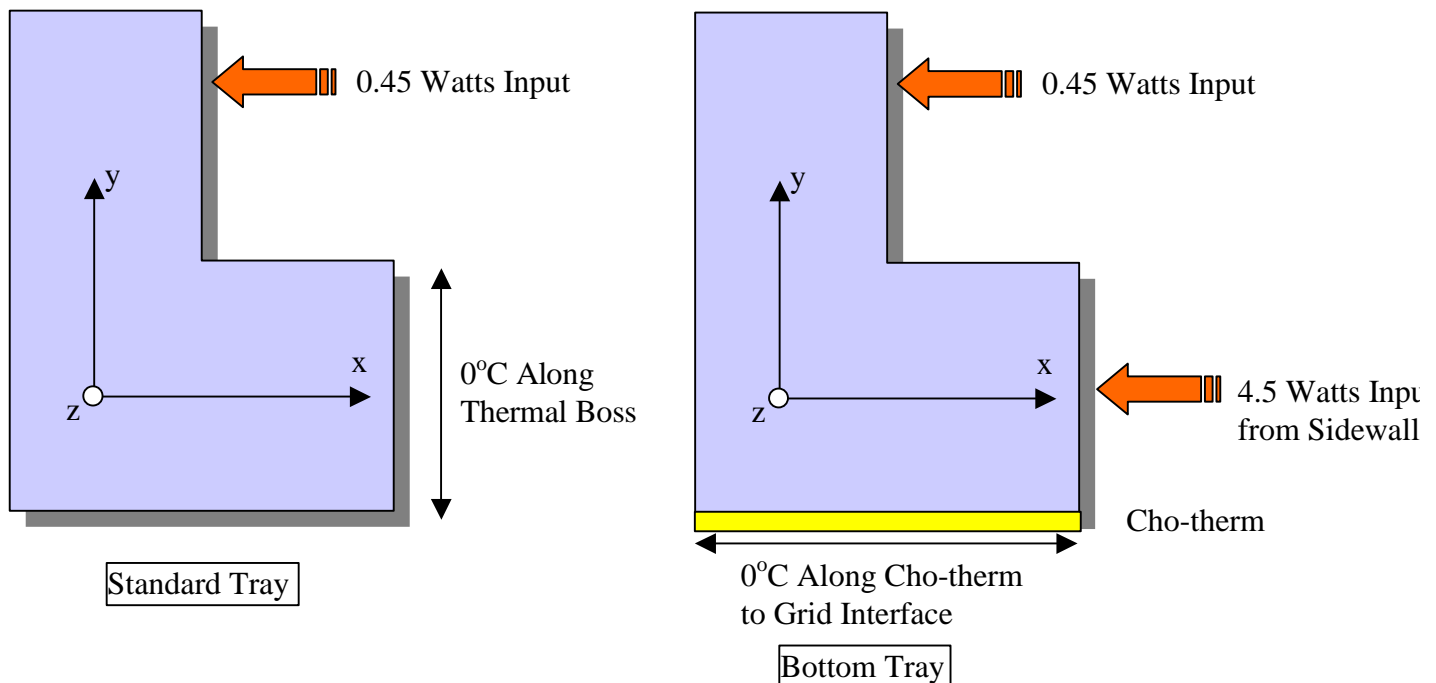 0.45 Watts Input
y
x
z
0°C Along
Thermal Boss
Standard Tray
0.45 Watts Input
y
x
z
4.5 Watts Inpu
from Sidewall
Cho-therm
0°C Along Cho-therm
to Grid Interface
Bottom Tray